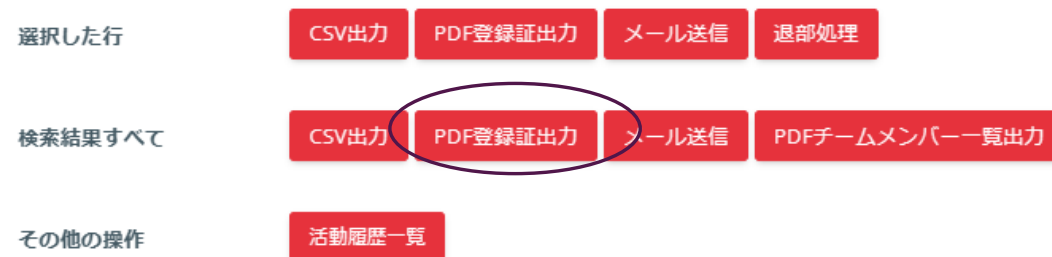 選択した行 CSV出力 PDF登録証出力 メール送信 退部処理
検索結果すべて CSV出力 PDF登録証出力 メール送信 PDFチームメンバー一覧出力
その他の操作 活動履歴一覧